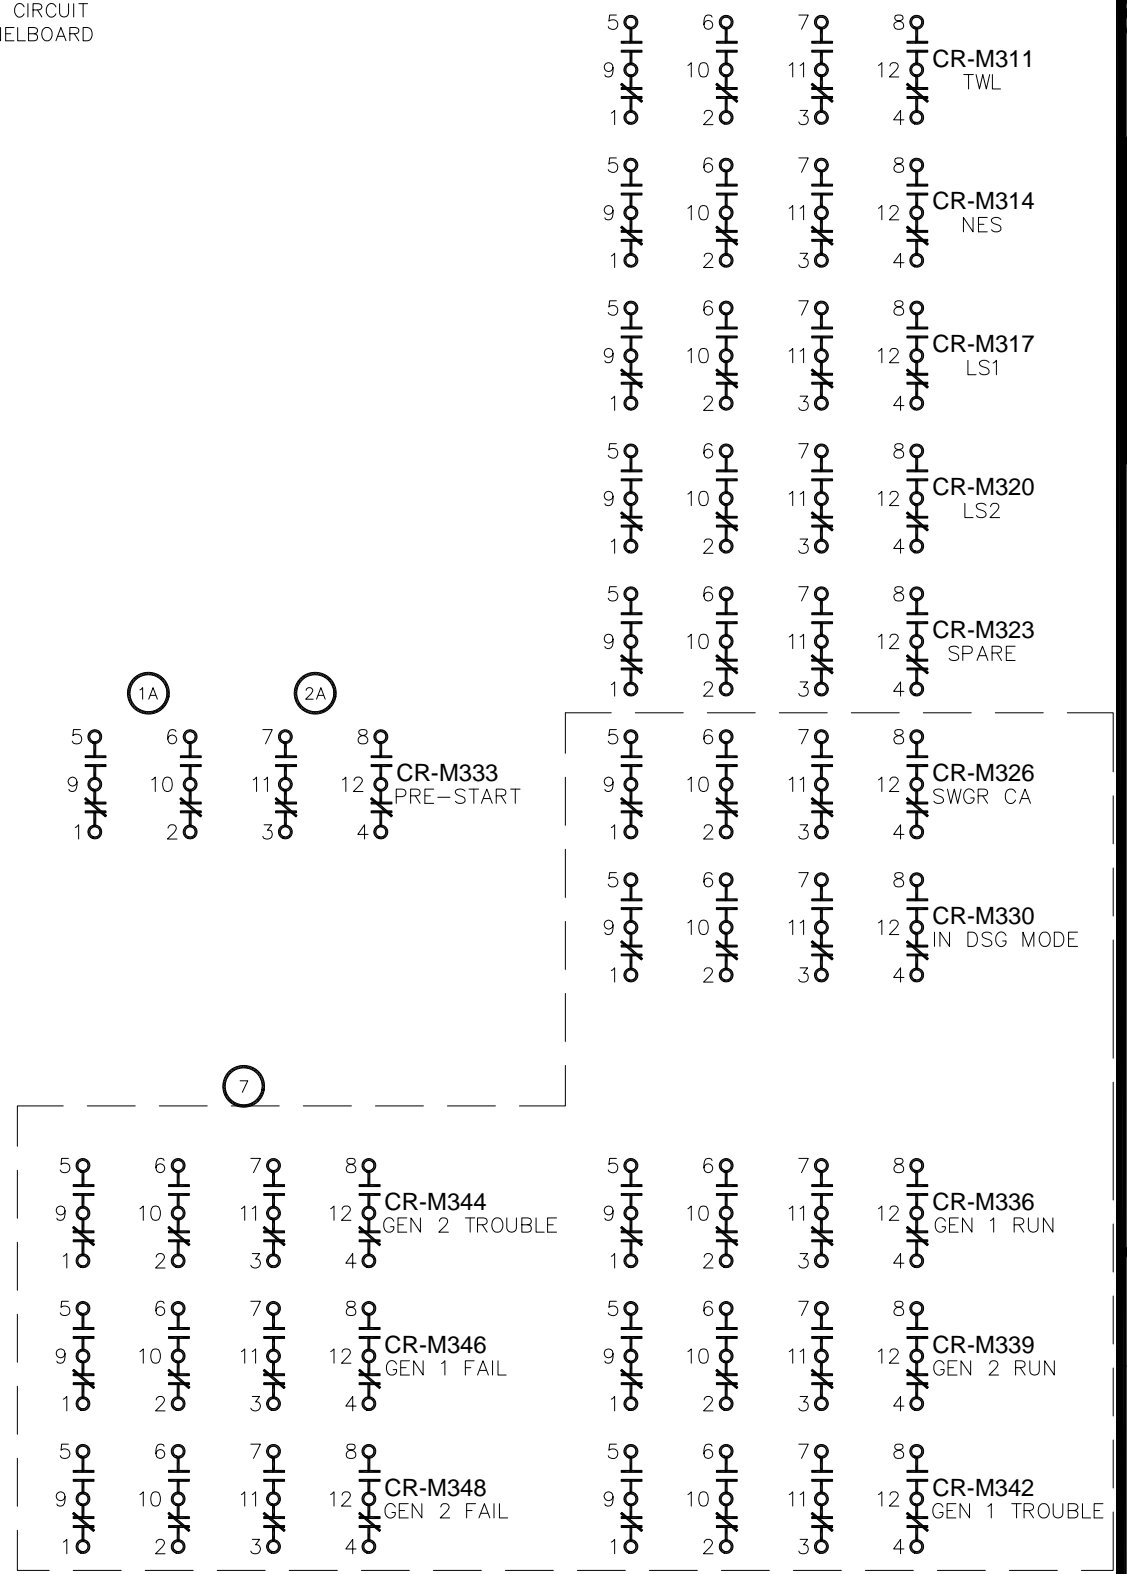 CIRCUIT
NELBOARD
5 6 7 8
9 10 11 12 CR-M311
TWL
1 2 3 4
5 6 7 8
9 10 11 12 CR-M314
NES
1 2 3 4
5 6 7 8
9 10 11 12 CR-M317
LS1
1 2 3 4
5 6 7 8
9 10 11 12 CR-M320
LS2
1 2 3 4
5 6 7 8
9 10 11 12 CR-M323
SPARE
1 2 3 4
1A 2A
5 6 7 8
9 10 11 12 CR-M333
PRE-START
1 2 3 4
5 6 7 8
9 10 11 12 CR-M326
SWGR CA
1 2 3 4
5 6 7 8
9 10 11 12 CR-M330
IN DSG MODE
1 2 3 4
7
5 6 7 8
9 10 11 12 CR-M344
GEN 2 TROUBLE
1 2 3 4
5 6 7 8
9 10 11 12 CR-M336
GEN 1 RUN
1 2 3 4
5 6 7 8
9 10 11 12 CR-M346
GEN 1 FAIL
1 2 3 4
5 6 7 8
9 10 11 12 CR-M339
GEN 2 RUN
1 2 3 4
5 6 7 8
9 10 11 12 CR-M348
GEN 2 FAIL
1 2 3 4
5 6 7 8
9 10 11 12 CR-M342
GEN 1 TROUBLE
1 2 3 4